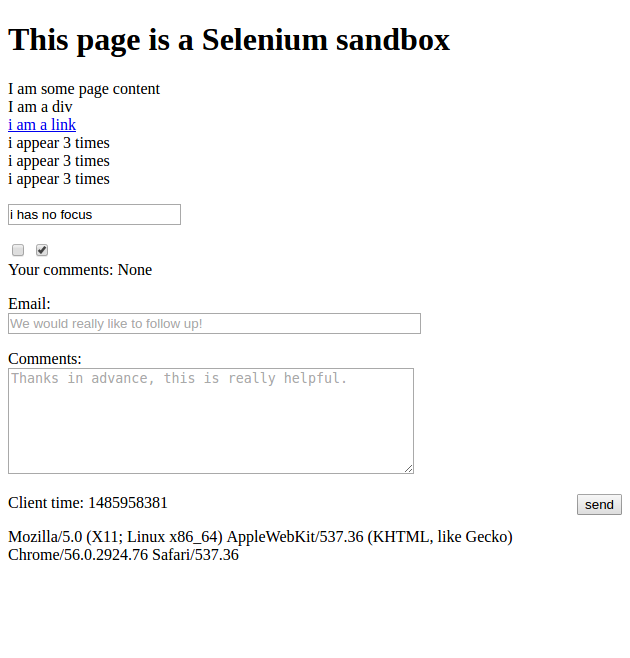 This page is a Selenium sandbox
I am some page content
I am a div
i am a link
i appear 3 times
i appear 3 times
i appear 3 times
i has no focus
Your comments: None
Email:
We would really like to follow up!
Comments:
Thanks in advance, this is really helpful.
Client time: 1485958381
send
Mozilla/5.0 (X11; Linux x86_64) AppleWebKit/537.36 (KHTML, like Gecko)
Chrome/56.0.2924.76 Safari/537.36